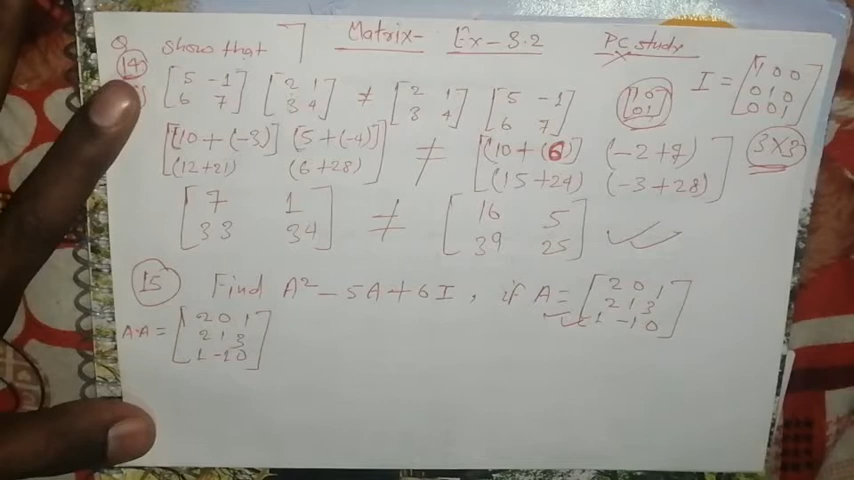 Matrix- Ex-3.2 P.C. study
Q Show that
14 [5 -1 [2 1 ≠ [2 1 [5 -1 [1 0 I = [1 0 0
6 7] 3 4] 3 4] 6 7] 0 1] 0 1 0
0 0 1]
[[10+(-3)] [5+(-4)] ≠ [(10+(6)] (-2+7)
(12+21) (6+28)] (15+24) (-3+28)] 3×3
[7 1 ≠ [16 5
33 34] 39 25]
15 Find A² - 5A + 6I, if A = [2 0 1
2 1 3
1 -1 0]
A·A = [2 0 1
2 1 3
1 -1 0]